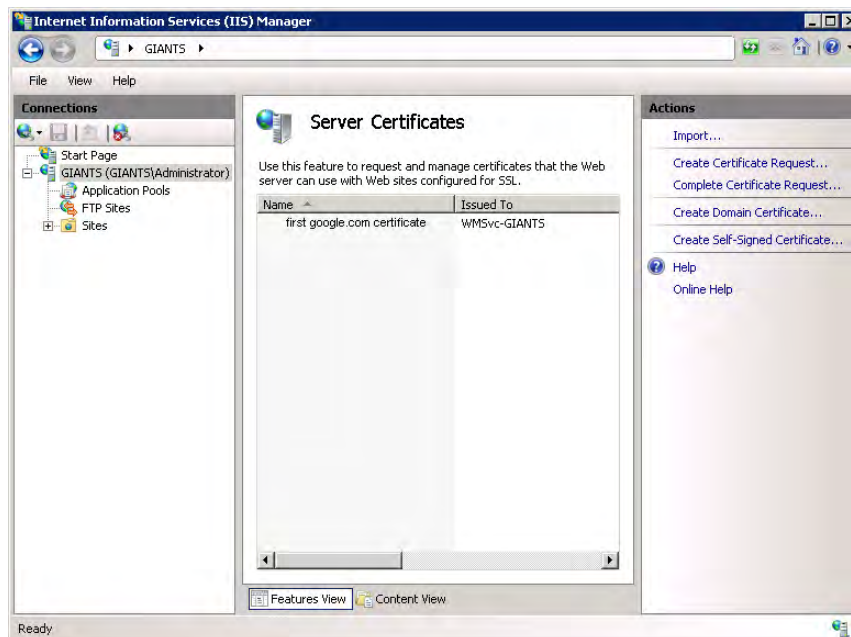 Internet Information Services (IIS) Manager
GIANTS
File View Help
Connections
Start Page
GIANTS (GIANTS\Administrator)
Application Pools
FTP Sites
Sites
Server Certificates
Use this feature to request and manage certificates that the Web
server can use with Web sites configured for SSL.
Name Issued To
first google.com certificate WMSvc-GIANTS
Features View Content View
Actions
Import...
Create Certificate Request...
Complete Certificate Request...
Create Domain Certificate...
Create Self-Signed Certificate...
Help
Online Help
Ready